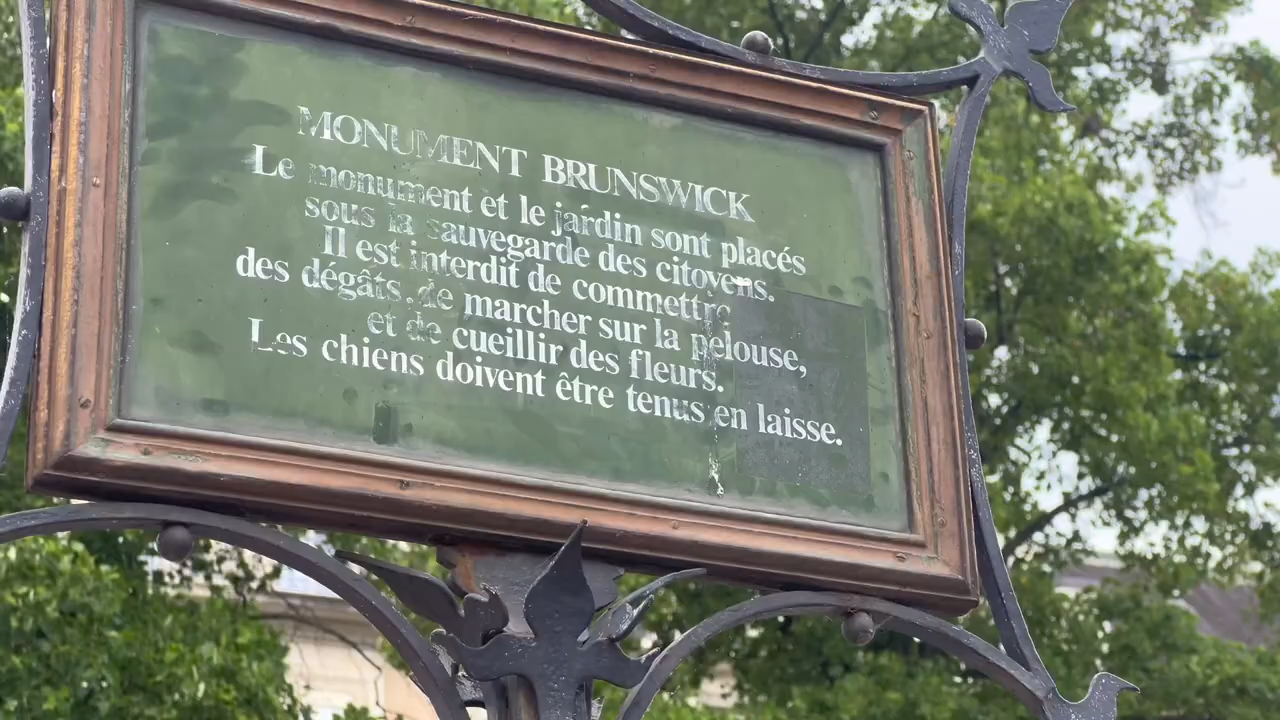 MONUMENT BRUNSWICK
Le monument et le jardin sont placés
sous la sauvegarde des citoyens.
Il est interdit de commettre
des dégâts, de marcher sur la pelouse,
et de cueillir des fleurs.
Les chiens doivent être tenus en laisse.